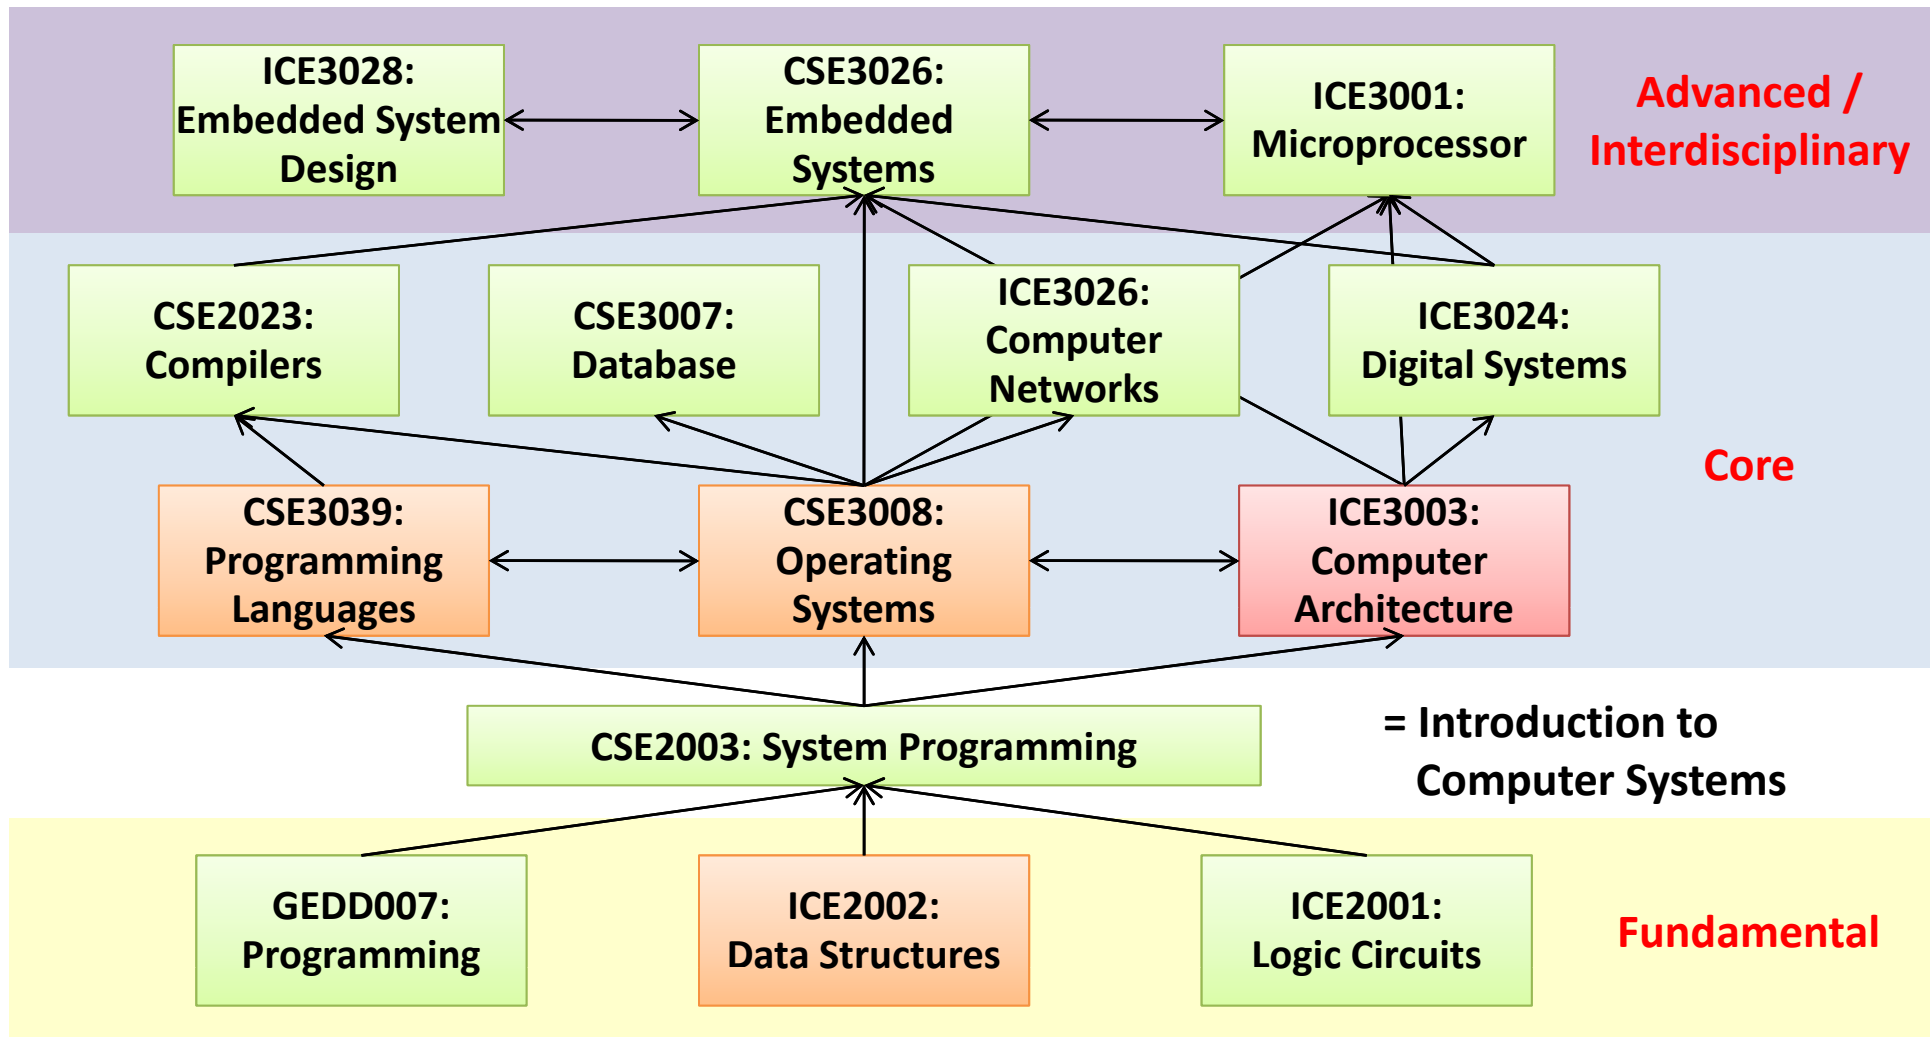 ICE3028:
Embedded System
Design
CSE3026:
Embedded
Systems
ICE3001:
Microprocessor
Advanced /
Interdisciplinary
CSE2023:
Compilers
CSE3007:
Database
ICE3026:
Computer
Networks
ICE3024:
Digital Systems
Core
CSE3039:
Programming
Languages
CSE3008:
Operating
Systems
ICE3003:
Computer
Architecture
CSE2003: System Programming
= Introduction to
Computer Systems
GEDD007:
Programming
ICE2002:
Data Structures
ICE2001:
Logic Circuits
Fundamental